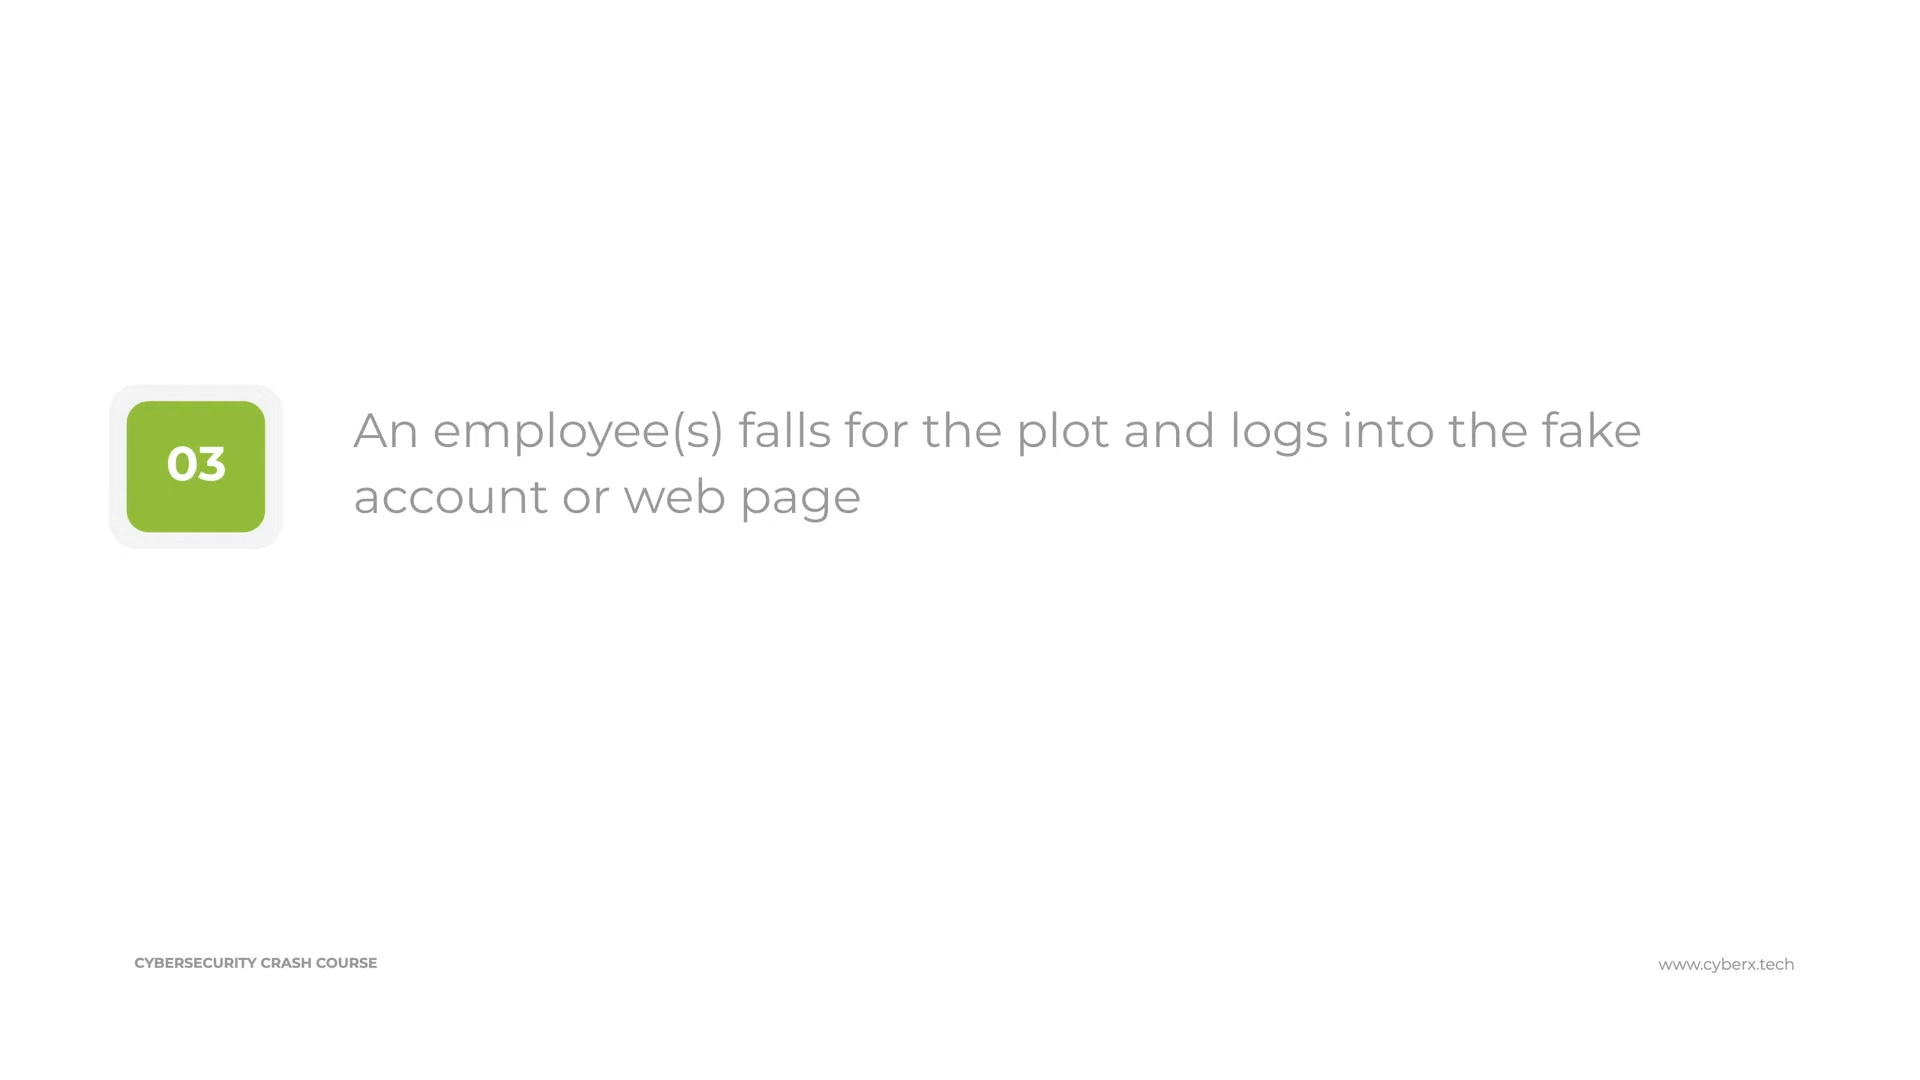 03
An employee(s) falls for the plot and logs into the fake
account or web page
CYBERSECURITY CRASH COURSE
www.cyberx.tech